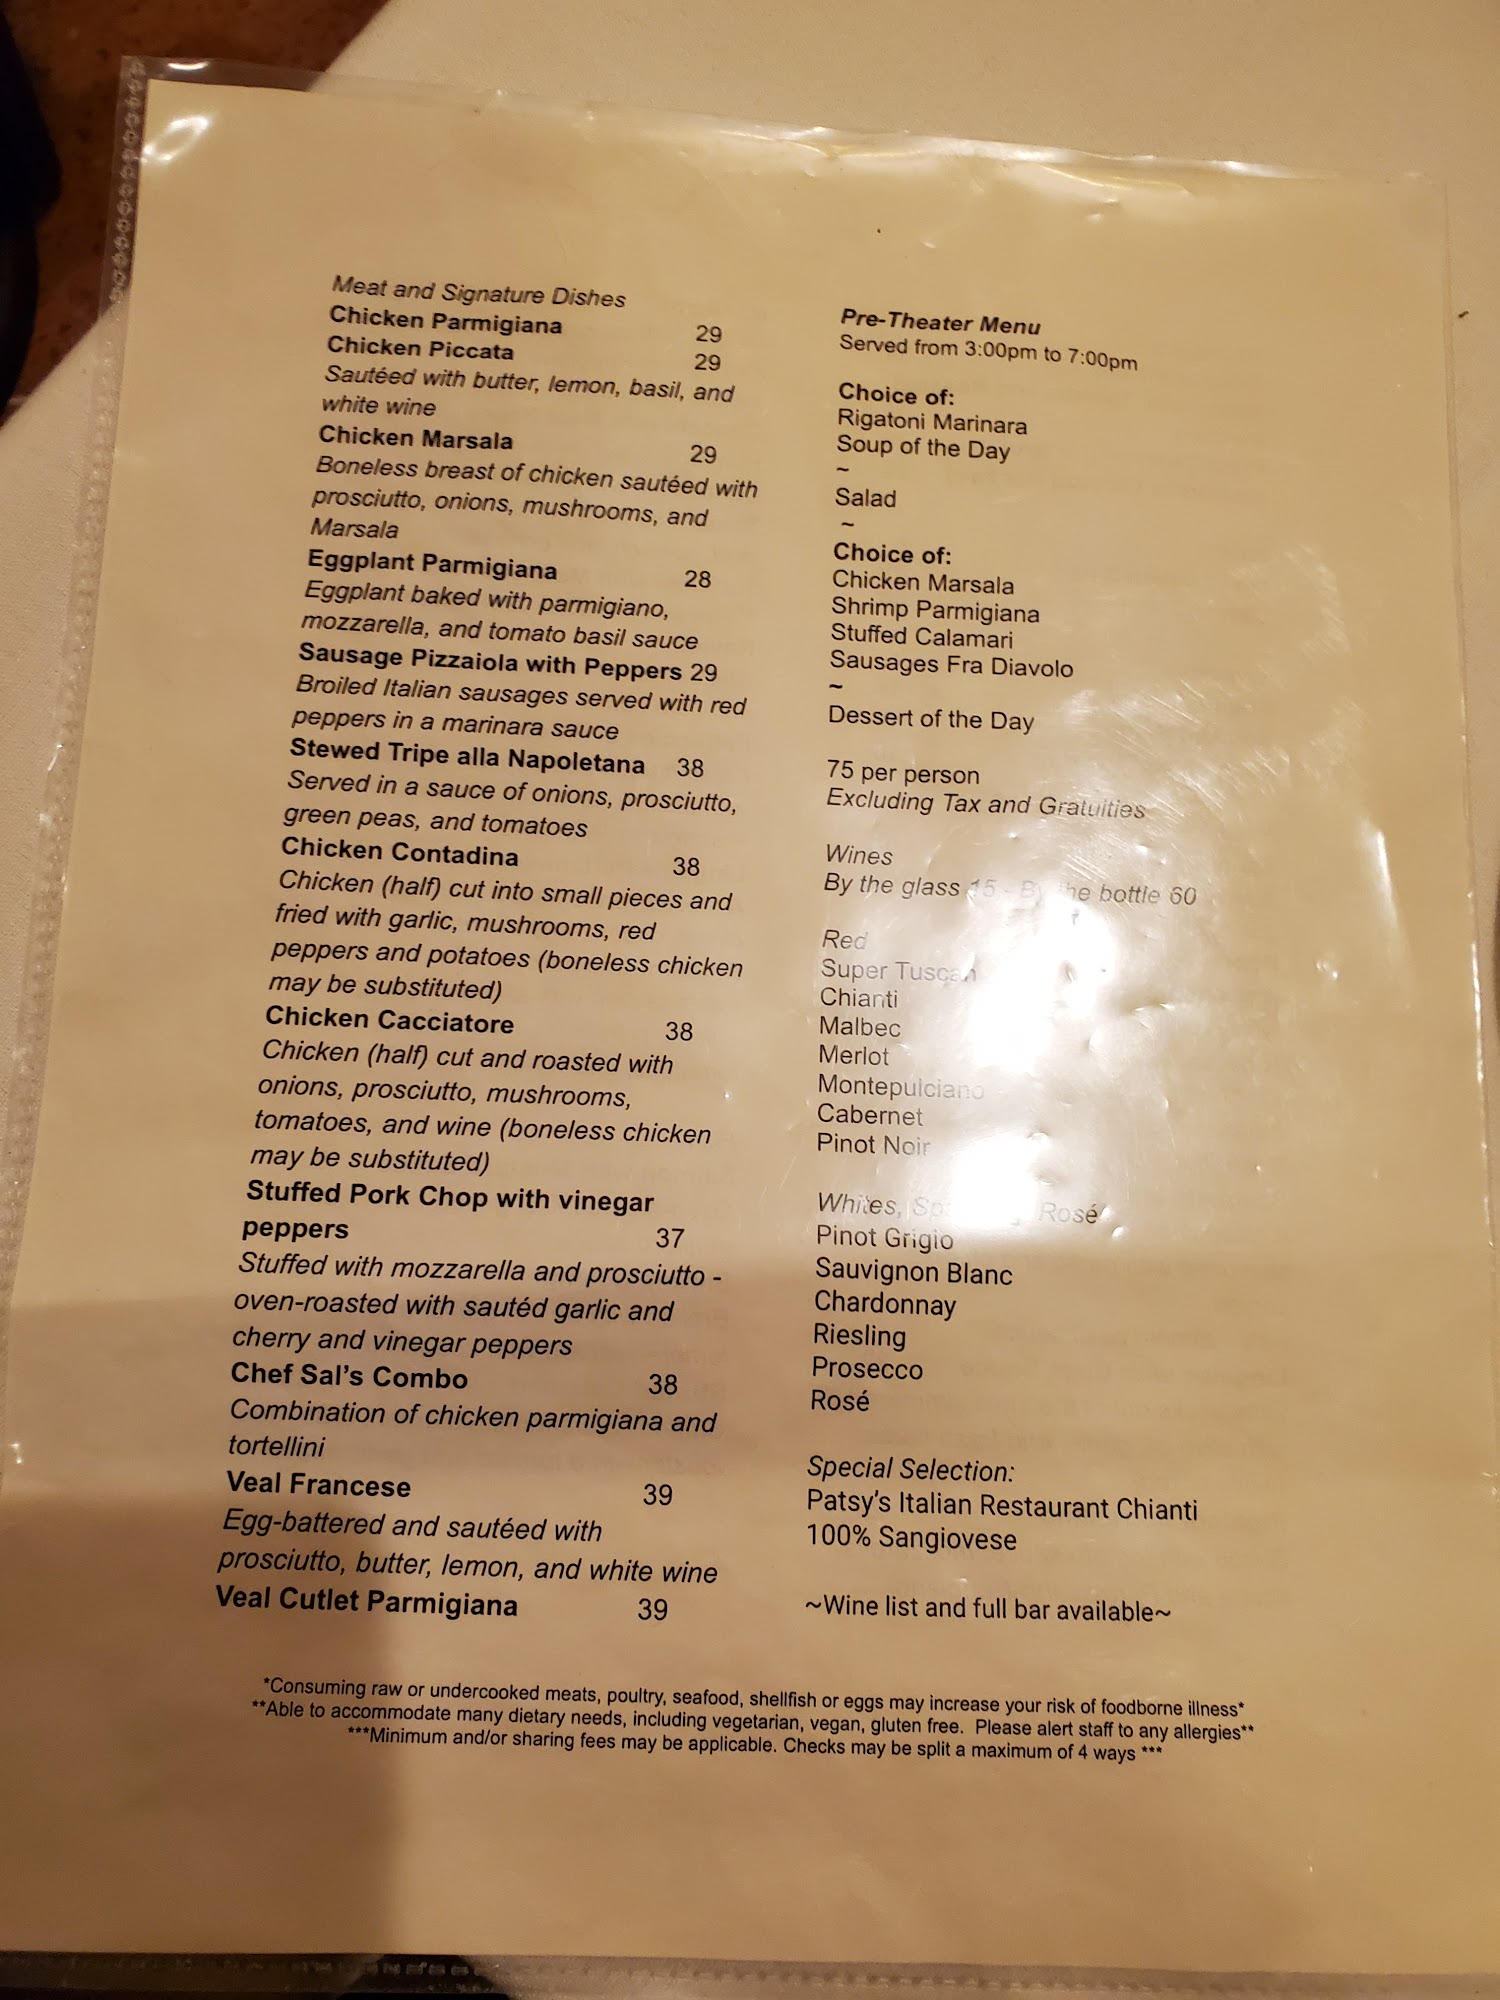 Meat and Signature Dishes
Chicken Parmigiana 29
Chicken Piccata 29
Sautéed with butter, lemon, basil, and
white wine
Chicken Marsala 29
Boneless breast of chicken sautéed with
prosciutto, onions, mushrooms, and
Marsala
Eggplant Parmigiana 28
Eggplant baked with parmigiano,
mozzarella, and tomato basil sauce
Sausage Pizzaiola with Peppers 29
Broiled Italian sausages served with red
peppers in a marinara sauce
Stewed Tripe alla Napoletana 38
Served in a sauce of onions, prosciutto,
green peas, and tomatoes
Chicken Contadina 38
Chicken (half) cut into small pieces and
fried with garlic, mushrooms, red
peppers and potatoes (boneless chicken
may be substituted)
Chicken Cacciatore 38
Chicken (half) cut and roasted with
onions, prosciutto, mushrooms,
tomatoes, and wine (boneless chicken
may be substituted)
Stuffed Pork Chop with vinegar
peppers 37
Stuffed with mozzarella and prosciutto -
oven-roasted with sautéd garlic and
cherry and vinegar peppers
Chef Sal's Combo 38
Combination of chicken parmigiana and
tortellini
Veal Francese 39
Egg-battered and sautéed with
prosciutto, butter, lemon, and white wine
Veal Cutlet Parmigiana 39
Pre-Theater Menu
Served from 3:00pm to 7:00pm
Choice of:
Rigatoni Marinara
Soup of the Day
~
Salad
~
Choice of:
Chicken Marsala
Shrimp Parmigiana
Stuffed Calamari
Sausages Fra Diavolo
~
Dessert of the Day
75 per person
Excluding Tax and Gratuities
Wines
By the glass 15 - By the bottle 60
Red
Super Tuscan
Chianti
Malbec
Merlot
Montepulciano
Cabernet
Pinot Noir
Whites, Rosé
Pinot Grigio
Sauvignon Blanc
Chardonnay
Riesling
Prosecco
Rosé
Special Selection:
Patsy's Italian Restaurant Chianti
100% Sangiovese
~Wine list and full bar available~
*Consuming raw or undercooked meats, poultry, seafood, shellfish or eggs may increase your risk of foodborne illness*
**Able to accommodate many dietary needs, including vegetarian, vegan, gluten free. Please alert staff to any allergies**
***Minimum and/or sharing fees may be applicable. Checks may be split a maximum of 4 ways ***